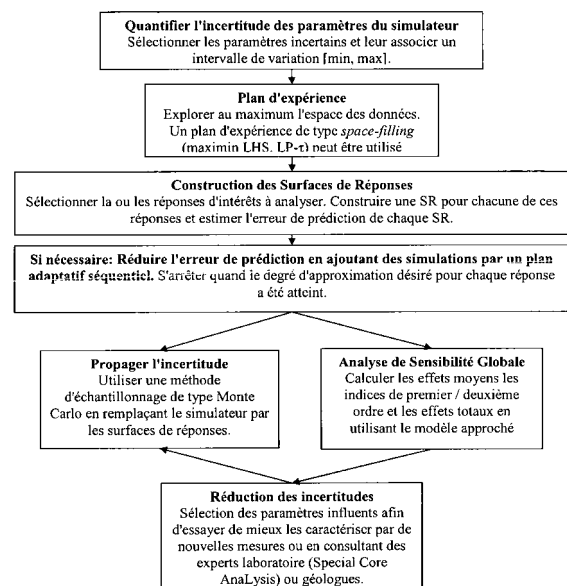 Quantifier l'incertitude des paramètres du simulateur
Sélectionner les paramètres incertains et leur associer un
intervalle de variation [min, max].
Plan d'expérience
Explorer au maximum l'espace des données.
Un plan d'expérience de type space-filling
(maximin LHS, LP-τ) peut être utilisé
Construction des Surfaces de Réponses
Sélectionner la ou les réponses d'intérêts à analyser. Construire une SR pour chacune de ces
réponses et estimer l'erreur de prédiction de chaque SR.
Si nécessaire: Réduire l'erreur de prédiction en ajoutant des simulations par un plan
adaptatif séquentiel. S'arrêter quand le degré d'approximation désiré pour chaque réponse
a été atteint.
Propager l'incertitude
Utiliser une méthode
d'échantillonnage de type Monte
Carlo en remplaçant le simulateur par
les surfaces de réponses.
Analyse de Sensibilité Globale
Calculer les effets moyens les
indices de premier / deuxième
ordre et les effets totaux en
utilisant le modèle approché
Réduction des incertitudes
Sélection des paramètres influents afin
d'essayer de mieux les caractériser par de
nouvelles mesures ou en consultant des
experts laboratoire (Special Core
AnaLysis) ou géologues.